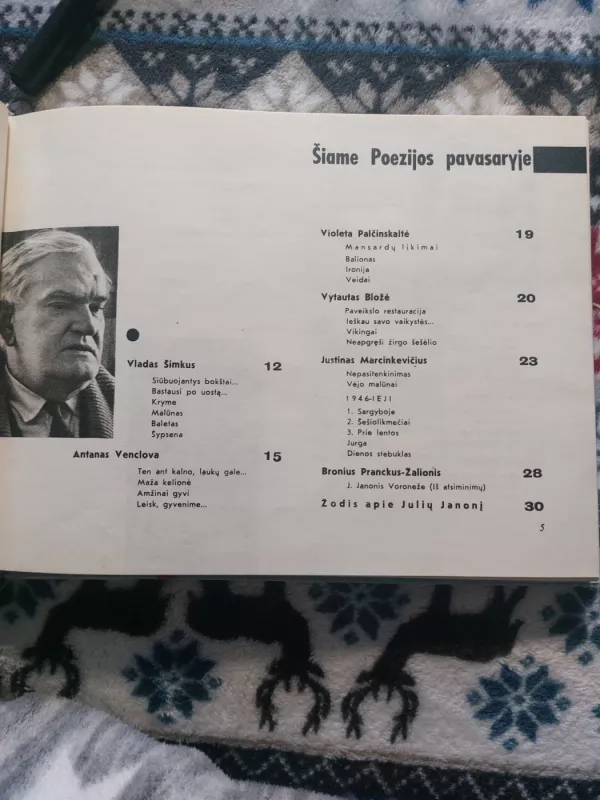 Šiame Poezijos pavasaryje
Vladas Šimkus 12
Siūbuojantys bokštai...
Bastausi po uostą...
Kryme
Malūnas
Baletas
Šypsena
Antanas Venclova 15
Ten ant kalno, laukų gale...
Maža kelionė
Amžinai gyvi
Leisk, gyvenime...
Violeta Palčinskaitė 19
Mansardų likimai
Balionas
Ironija
Veidai
Vytautas Bložė 20
Paveikslo restauracija
Ieškau savo vaikystės...
Vikingai
Neapgręši žirgo šešėlio
Justinas Marcinkevičius 23
Nepasitenkinimas
Vėjo malūnai
1946-IEJI
1. Sargyboje
2. Šešiolikmečiai
3. Prie lentos
Jurga
Dienos stebuklas
Bronius Pranckus-Žalionis 28
J. Janonis Voroneže (Iš atsiminimų)
Žodis apie Julių Janonį 30
5